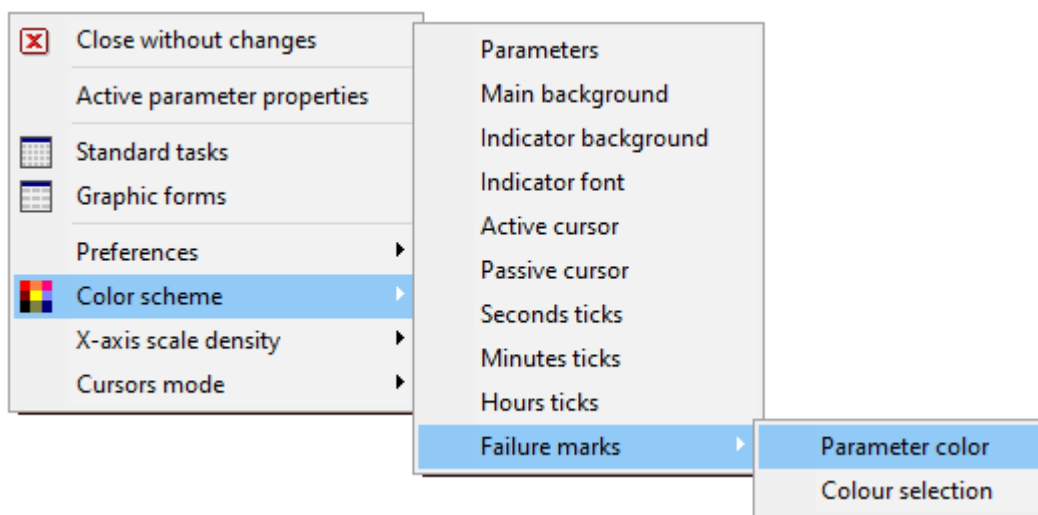 Close without changes
Active parameter properties
Standard tasks
Graphic forms
Preferences
Color scheme
X-axis scale density
Cursors mode
Parameters
Main background
Indicator background
Indicator font
Active cursor
Passive cursor
Seconds ticks
Minutes ticks
Hours ticks
Failure marks
Parameter color
Colour selection